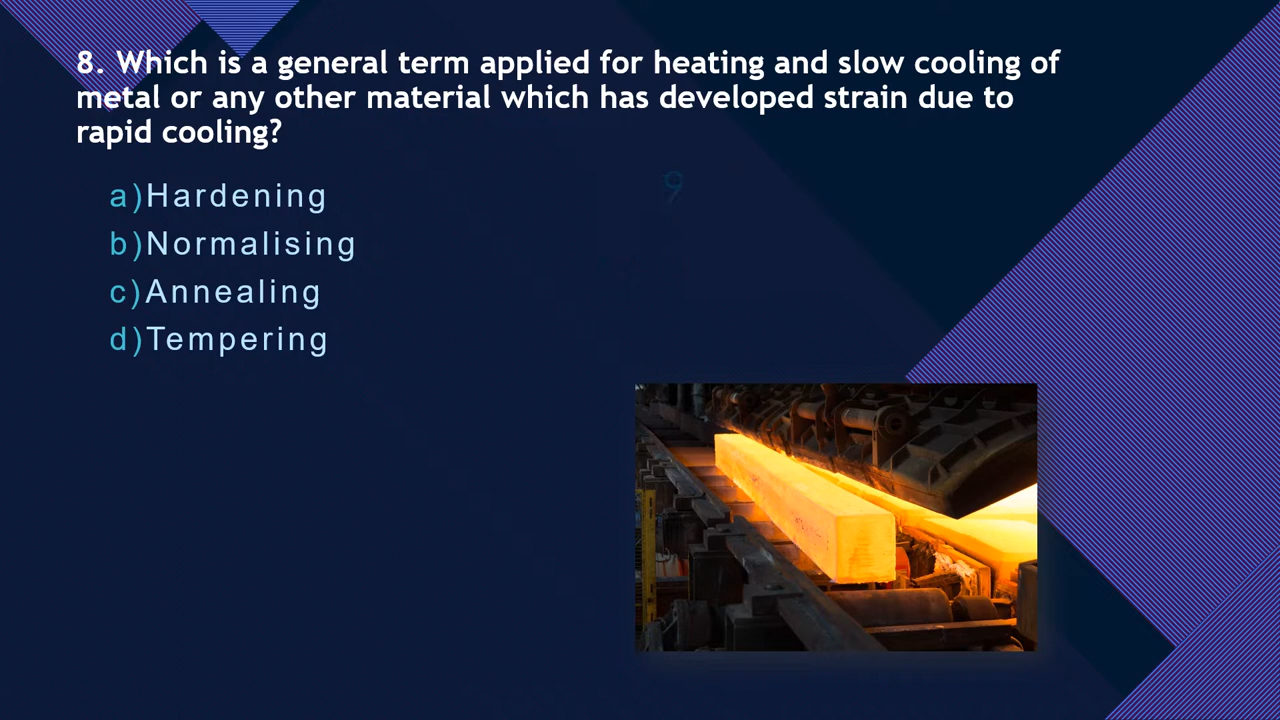 8. Which is a general term applied for heating and slow cooling of
metal or any other material which has developed strain due to
rapid cooling?
9
a)Hardening
b)Normalising
c)Annealing
d)Tempering